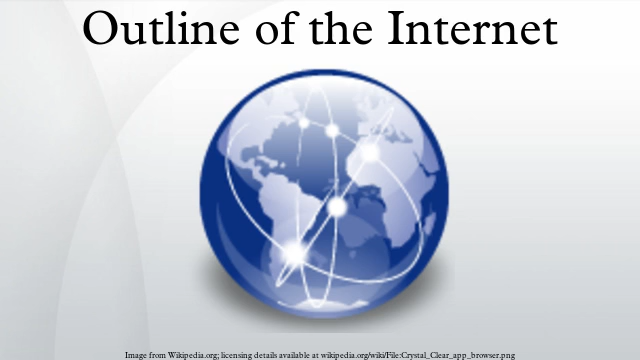 Outline of the Internet
Image from Wikipedia.org; licensing details available at wikipedia.org/wiki/File:Crystal_Clear_app_browser.png